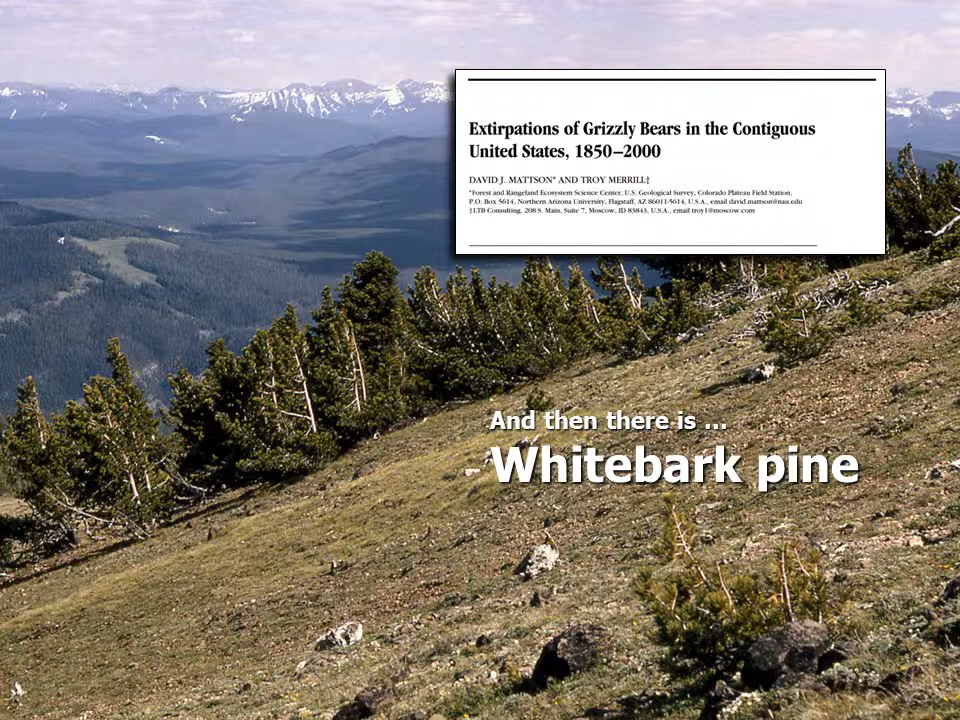 Extirpations of Grizzly Bears in the Contiguous
United States, 1850–2000
DAVID J. MATTSON* AND TROY MERRILL†
*Forest and Rangeland Ecosystem Science Center, U.S. Geological Survey, Colorado Plateau Field Station,
P.O. Box 5614, Northern Arizona University, Flagstaff, AZ 86011-5614, U.S.A., email david.mattson@nau.edu
†LTB Consulting, 208 S. Main, Suite 7, Moscow, ID 83843, U.S.A., email troy1@moscow.com
And then there is ...
Whitebark pine